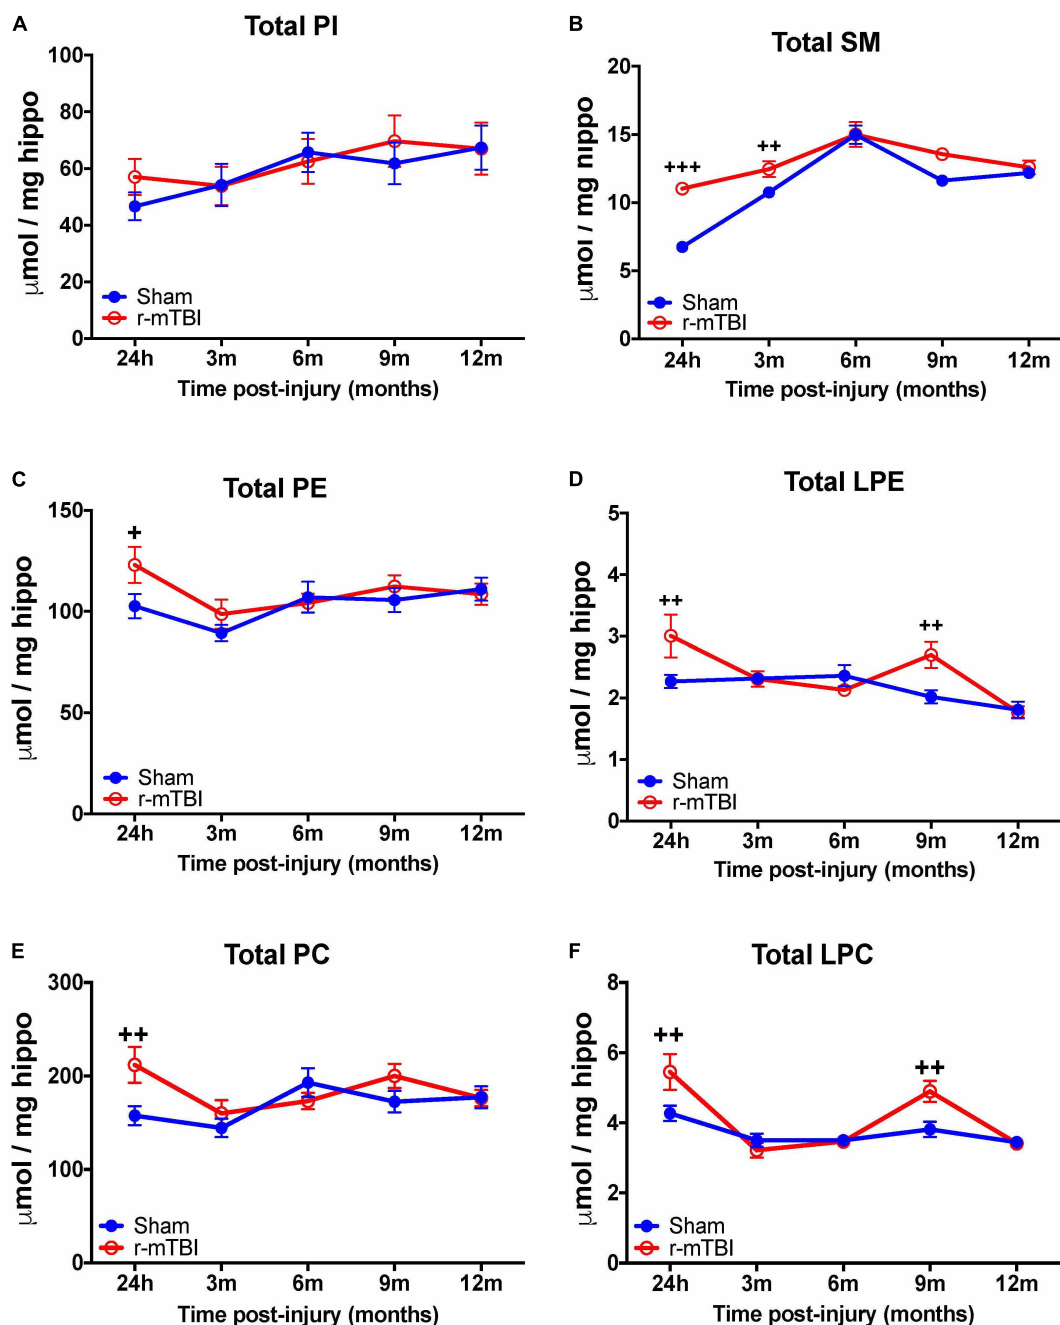 A
Total PI
μmol / mg hippo
100
80
60
40
20
0
Sham
r-mTBI
24h 3m 6m 9m 12m
Time post-injury (months)
B
Total SM
μmol / mg hippo
20
15
10
5
0
+++
++
Sham
r-mTBI
24h 3m 6m 9m 12m
Time post-injury (months)
C
Total PE
μmol / mg hippo
150
100
50
0
+
Sham
r-mTBI
24h 3m 6m 9m 12m
Time post-injury (months)
D
Total LPE
μmol / mg hippo
5
4
3
2
1
0
++
++
Sham
r-mTBI
24h 3m 6m 9m 12m
Time post-injury (months)
E
Total PC
μmol / mg hippo
300
200
100
0
++
Sham
r-mTBI
24h 3m 6m 9m 12m
Time post-injury (months)
F
Total LPC
μmol / mg hippo
8
6
4
2
0
++
++
Sham
r-mTBI
24h 3m 6m 9m 12m
Time post-injury (months)